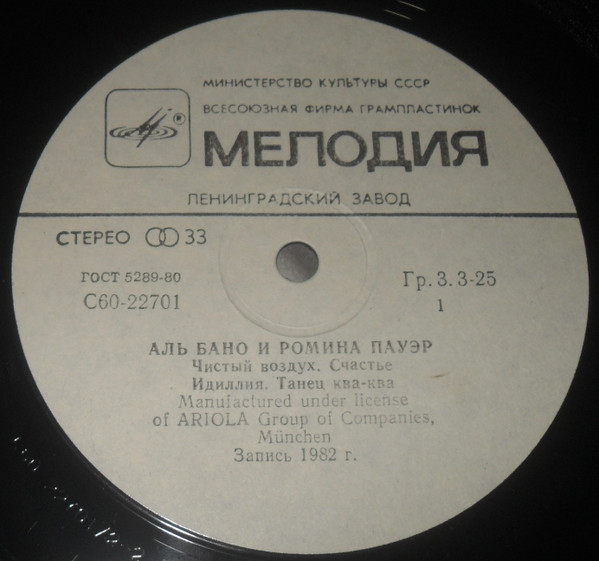 МИНИСТЕРСТВО КУЛЬТУРЫ СССР
ВСЕСОЮЗНАЯ ФИРМА ГРАМПЛАСТИНОК
®
МЕЛОДИЯ
ЛЕНИНГРАДСКИЙ ЗАВОД
СТЕРЕО 33
ГОСТ 5289-80
С60-22701
Гр. 3. 3-25
1
АЛЬ БАНО И РОМИНА ПАУЭР
Чистый воздух. Счастье
Идиллия. Танец ква-ква
Manufactured under license
of ARIOLA Group of Companies,
München
Запись 1982 г.